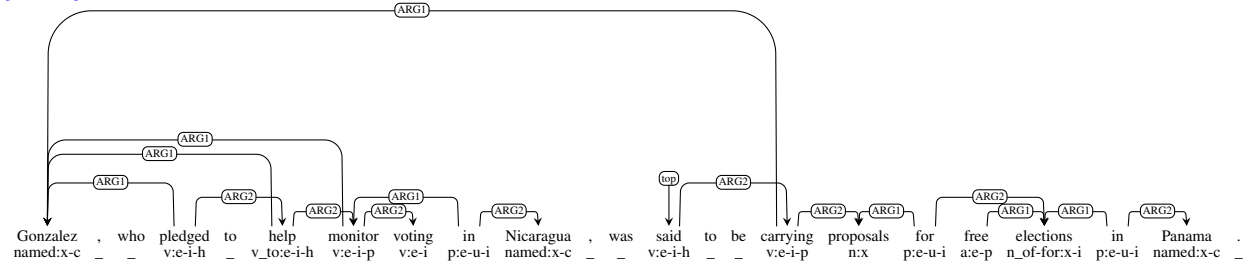 ARG1
ARG1
ARG1
ARG1 ARG2 ARG2 ARG2 ARG1 ARG2 top ARG2 ARG2 ARG1 ARG2 ARG1 ARG1 ARG2
Gonzalez , who pledged to help monitor voting in Nicaragua , was said to be carrying proposals for free elections in Panama .
named:x-c _ _ v:e-i-h _ v_to:e-i-h v:e-i-p v:e-i p:e-u-i named:x-c _ _ v:e-i-h _ _ v:e-i-p n:x p:e-u-i a:e-p n_of-for:x-i p:e-u-i named:x-c _